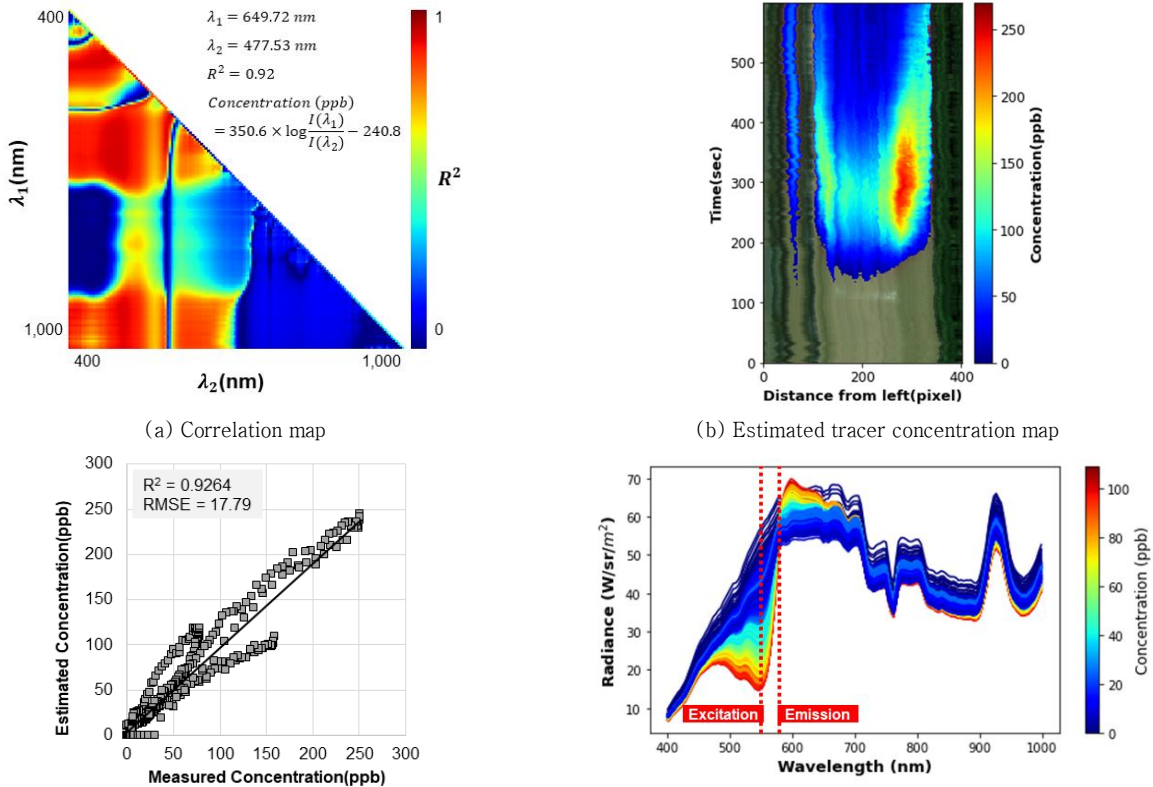 400
λ₁ = 649.72 nm
λ₂ = 477.53 nm
R² = 0.92
Concentration (ppb)
= 350.6 × log I(λ₁)/I(λ₂) − 240.8
1
R²
0
λ₁(nm)
1,000
400
1,000
λ₂(nm)
(a) Correlation map
Time(sec)
500
400
300
200
100
0
0
200
400
Distance from left(pixel)
250
200
150
100
50
0
Concentration(ppb)
(b) Estimated tracer concentration map
R² = 0.9264
RMSE = 17.79
Estimated Concentration(ppb)
300
250
200
150
100
50
0
0
50
100
150
200
250
300
Measured Concentration(ppb)
Radiance (W/sr/m²)
70
60
50
40
30
20
10
Excitation
Emission
400
500
600
700
800
900
1000
Wavelength (nm)
100
80
60
40
20
0
Concentration (ppb)